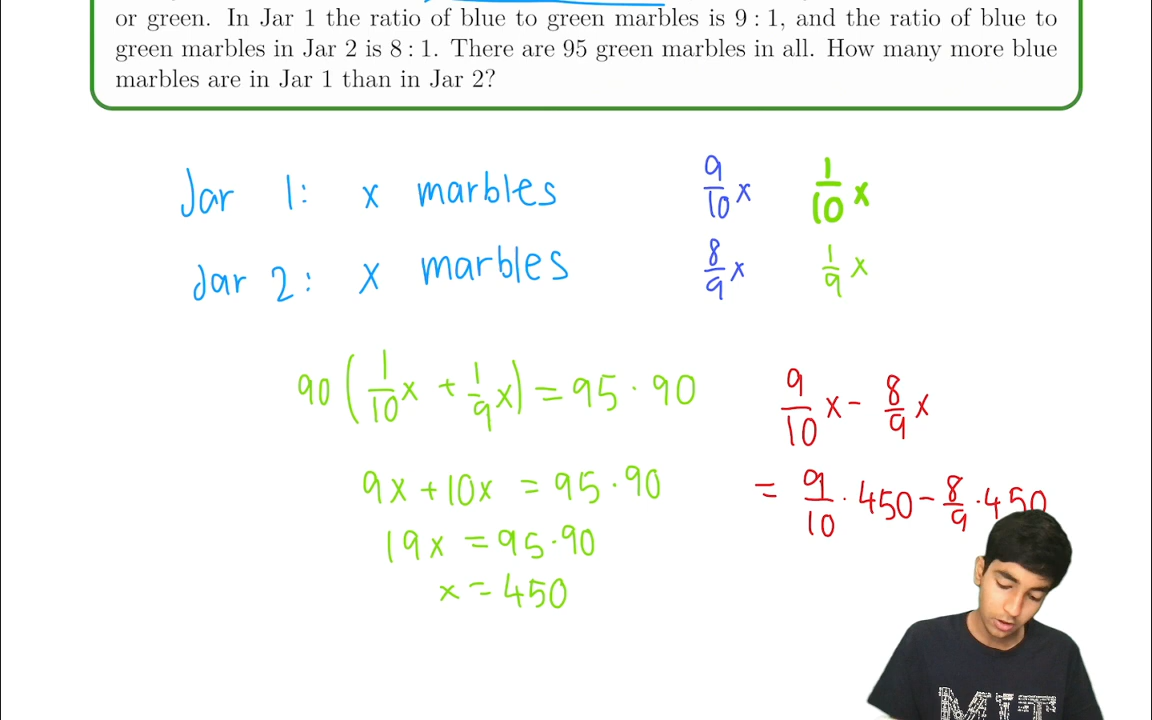 or green. In Jar 1 the ratio of blue to green marbles is 9 : 1, and the ratio of blue to
green marbles in Jar 2 is 8 : 1. There are 95 green marbles in all. How many more blue
marbles are in Jar 1 than in Jar 2?
Jar 1: x marbles 9/10 x 1/10 x
Jar 2: x marbles 8/9 x 1/9 x
90 (1/10 x + 1/9 x) = 95 · 90
9/10 x - 8/9 x
9x + 10x = 95 · 90
= 9/10 · 450 - 8/9 · 450
19x = 95 · 90
x = 450
MIT